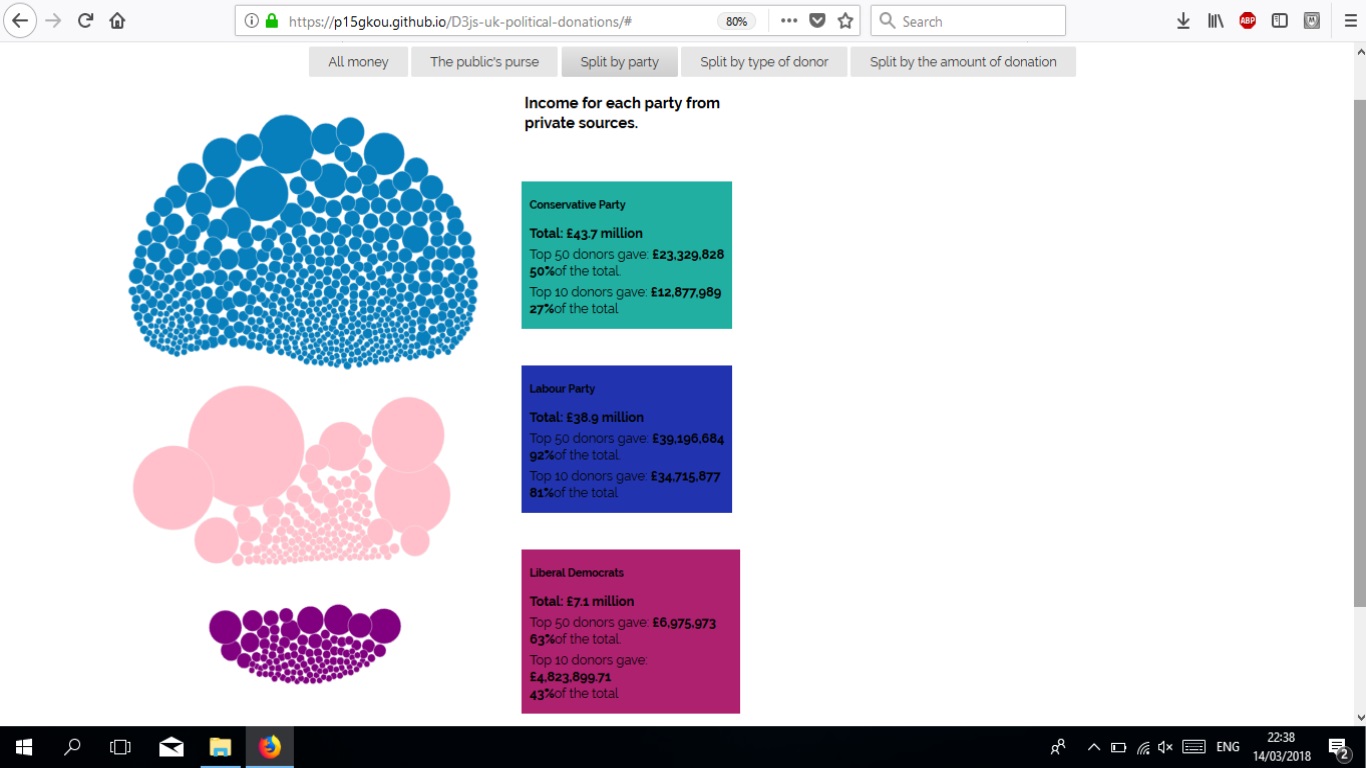 https://p15gkou.github.io/D3js-uk-political-donations/#
80%
Search
ABP
All money
The public's purse
Split by party
Split by type of donor
Split by the amount of donation
Income for each party from
private sources.
Conservative Party
Total: £43.7 million
Top 50 donors gave: £23,329,828
50%of the total.
Top 10 donors gave: £12,877,989
27%of the total
Labour Party
Total: £38.9 million
Top 50 donors gave: £39,196,684
92%of the total.
Top 10 donors gave: £34,715,877
81%of the total
Liberal Democrats
Total: £7.1 million
Top 50 donors gave: £6,975,973
63%of the total.
Top 10 donors gave:
£4,823,899.71
43%of the total
ENG
22:38
14/03/2018
2